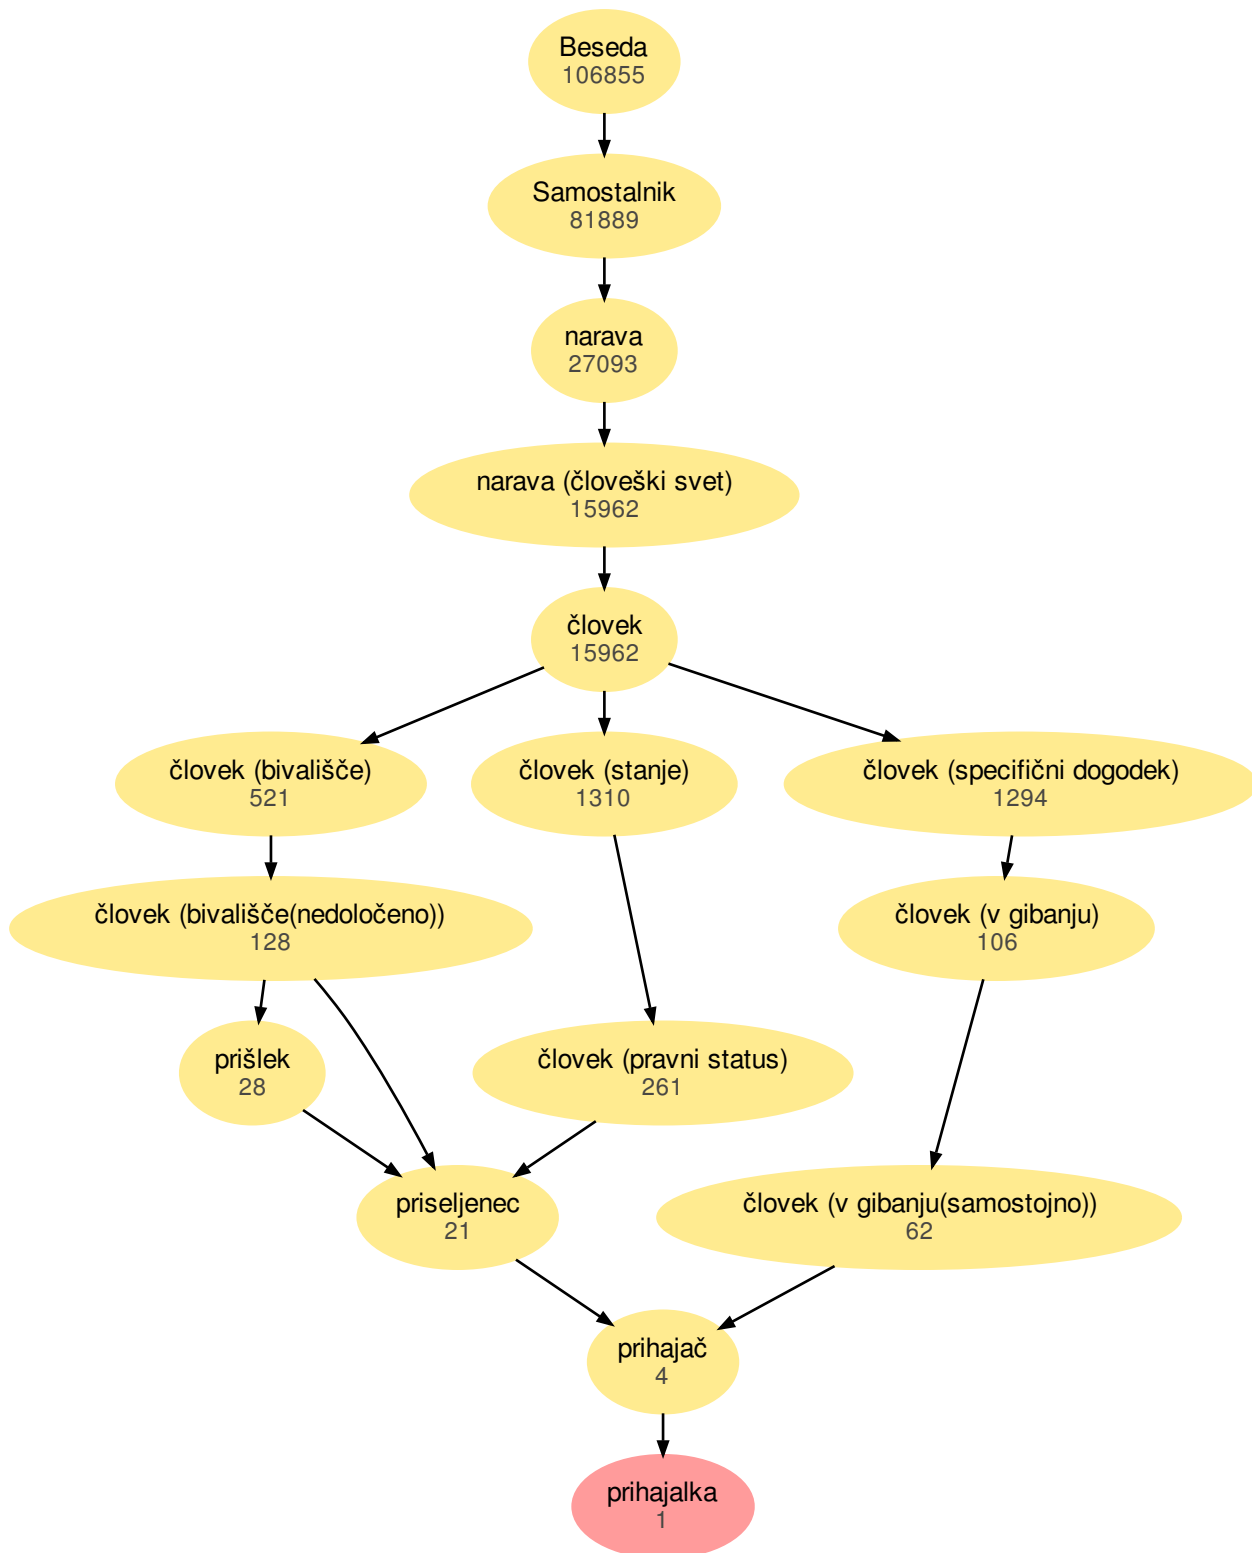 Beseda
106855
Samostalnik
81889
narava
27093
narava (človeški svet)
15962
človek
15962
človek (bivališče)
521
človek (stanje)
1310
človek (specifični dogodek)
1294
človek (bivališče(nedoločeno))
128
človek (v gibanju)
106
prišlek
28
človek (pravni status)
261
priseljenec
21
človek (v gibanju(samostojno))
62
prihajač
4
prihajalka
1